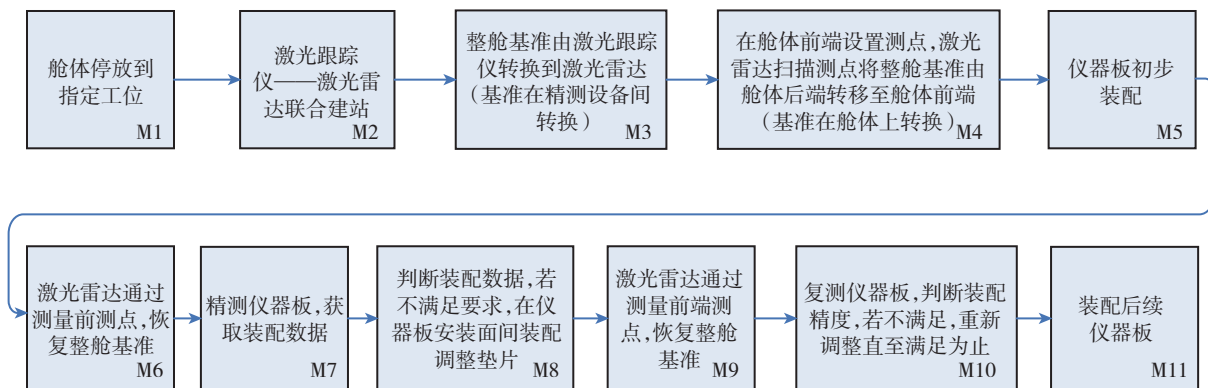 舱体停放到
指定工位
M1
激光跟踪
仪——激光雷
达联合建站
M2
整舱基准由激光跟踪
仪转换到激光雷达
(基准在精测设备间
转换)
M3
在舱体前端设置测点,激光
雷达扫描测点将整舱基准由
舱体后端转移至舱体前端
(基准在舱体上转换)
M4
仪器板初步
装配
M5
激光雷达通过
测量前测点,恢
复整舱基准
M6
精测仪器板,获
取装配数据
M7
判断装配数据,若
不满足要求,在仪
器板安装面间装配
调整垫片
M8
激光雷达通过
测量前端测
点,恢复整舱
基准
M9
复测仪器板,判断装配
精度,若不满足,重新
调整直至满足为止
M10
装配后续
仪器板
M11